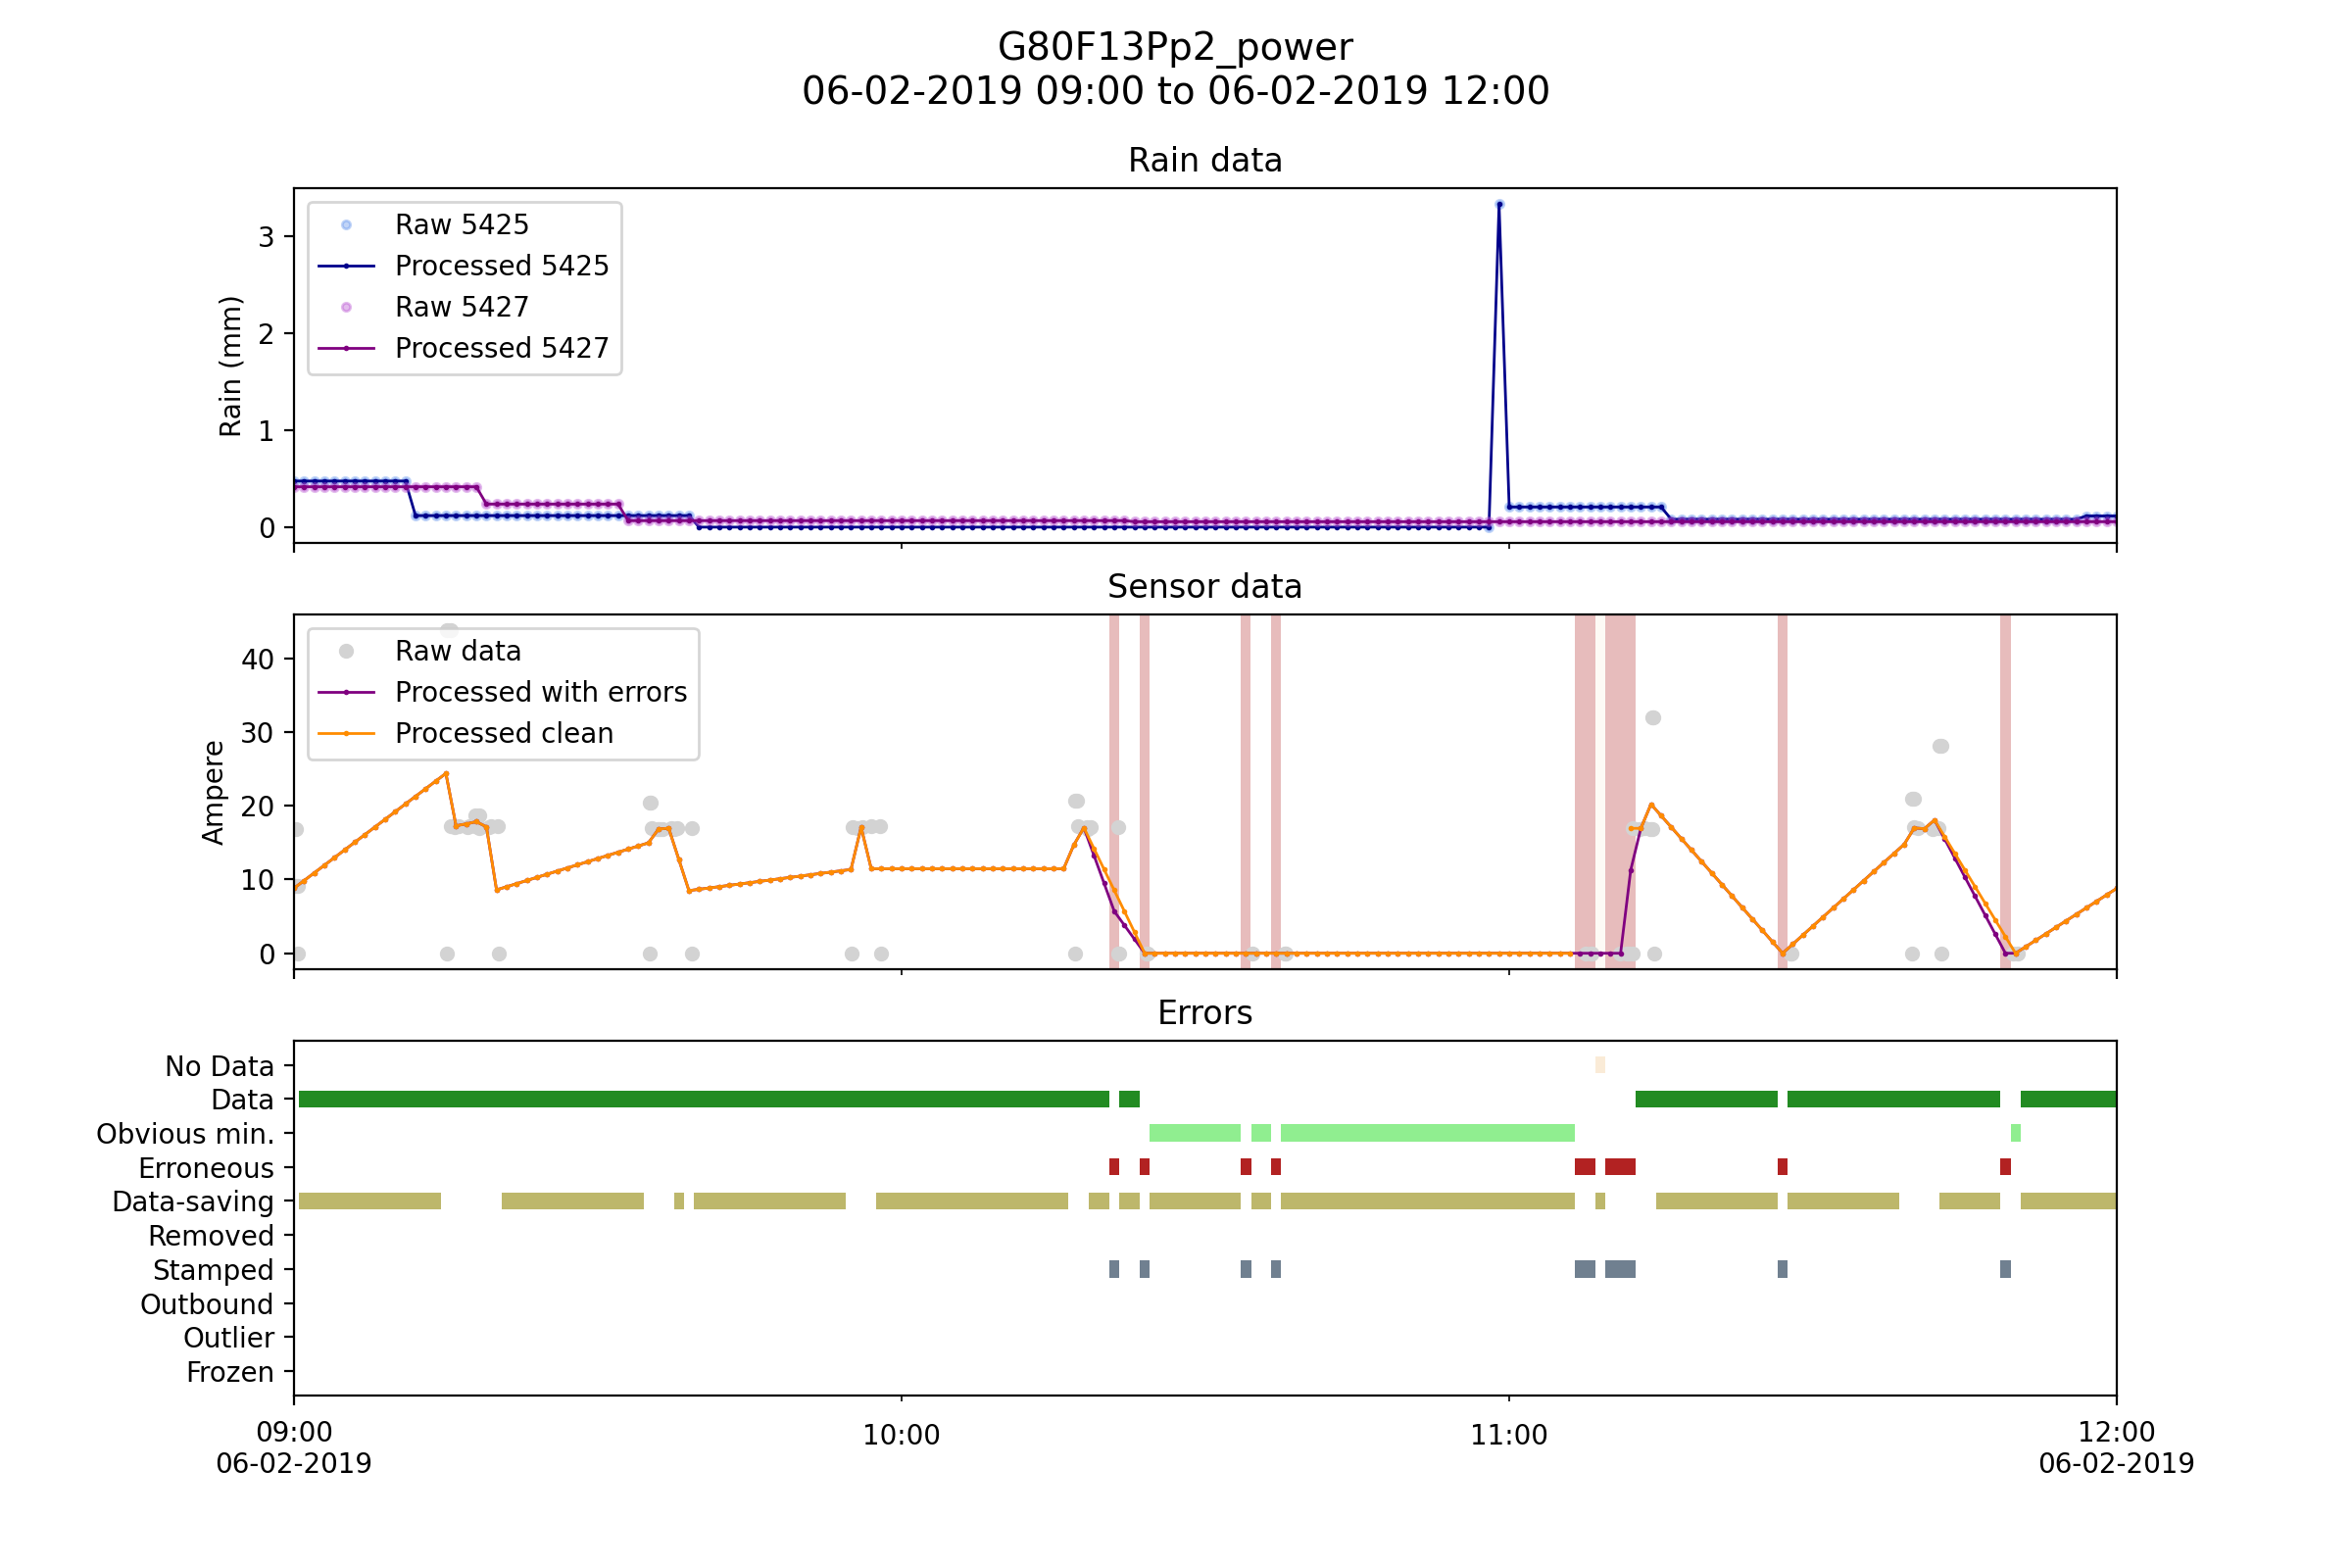 G80F13Pp2_power
06-02-2019 09:00 to 06-02-2019 12:00
Rain data
Rain (mm)
3
2
1
0
Raw 5425
Processed 5425
Raw 5427
Processed 5427
Sensor data
Ampere
40
30
20
10
0
Raw data
Processed with errors
Processed clean
Errors
No Data
Data
Obvious min.
Erroneous
Data-saving
Removed
Stamped
Outbound
Outlier
Frozen
09:00
06-02-2019
10:00
11:00
12:00
06-02-2019